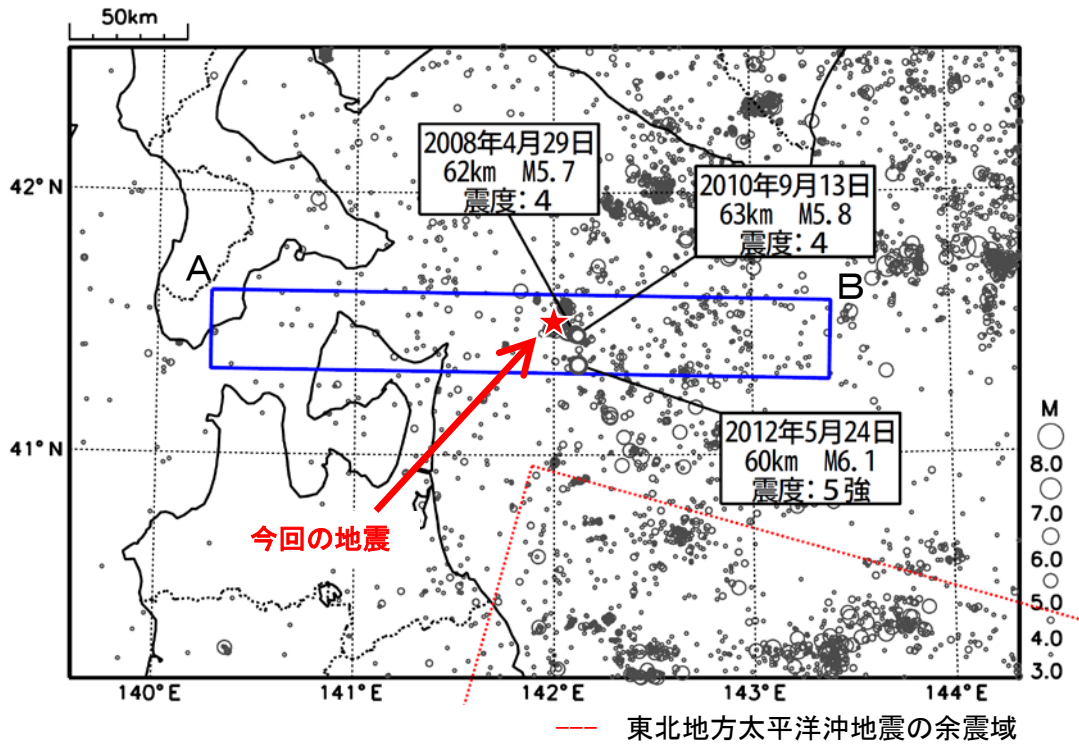 50km
2008年4月29日
62km M5.7
震度：4
2010年9月13日
63km M5.8
震度：4
42°N
A
B
41°N
2012年5月24日
60km M6.1
震度：5強
今回の地震
M
8.0
7.0
6.0
5.0
4.0
3.0
140°E
141°E
142°E
143°E
144°E
東北地方太平洋沖地震の余震域